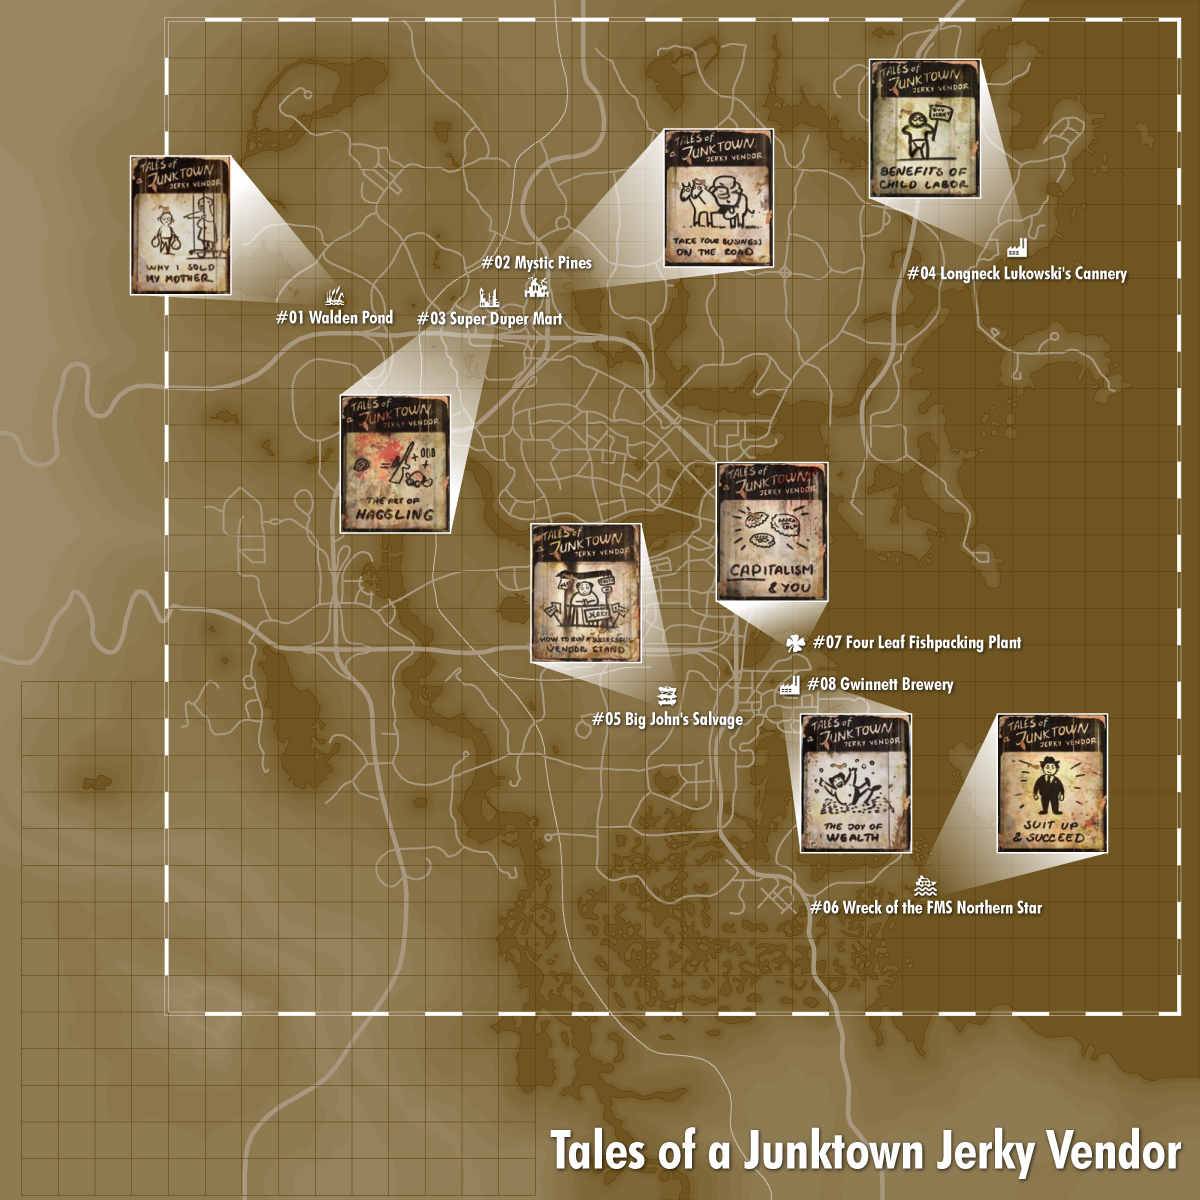 TALES of
a JUNKTOWN
JERKY VENDOR
BUY
JERKY
BENEFITS OF
CHILD LABOR
#04 Longneck Lukowski's Cannery
TALES of
a JUNKTOWN
JERKY VENDOR
TAKE YOUR BUSINESS
ON THE ROAD
#02 Mystic Pines
TALES of
a JUNKTOWN
JERKY VENDOR
WHY I SOLD
MY MOTHER
#01 Walden Pond
#03 Super Duper Mart
TALES of
a JUNKTOWN
JERKY VENDOR
THE ART OF
HAGGLING
TALES of
a JUNKTOWN
JERKY VENDOR
CAPITALISM
& YOU
#07 Four Leaf Fishpacking Plant
TALES of
a JUNKTOWN
JERKY VENDOR
JERKY
HOW TO RUN A SUCCESSFUL
VENDOR STAND
#05 Big John's Salvage
#08 Gwinnett Brewery
TALES of
a JUNKTOWN
JERKY VENDOR
THE JOY OF
WEALTH
TALES of
a JUNKTOWN
JERKY VENDOR
SUIT UP
& SUCCEED
#06 Wreck of the FMS Northern Star
Tales of a Junktown Jerky Vendor